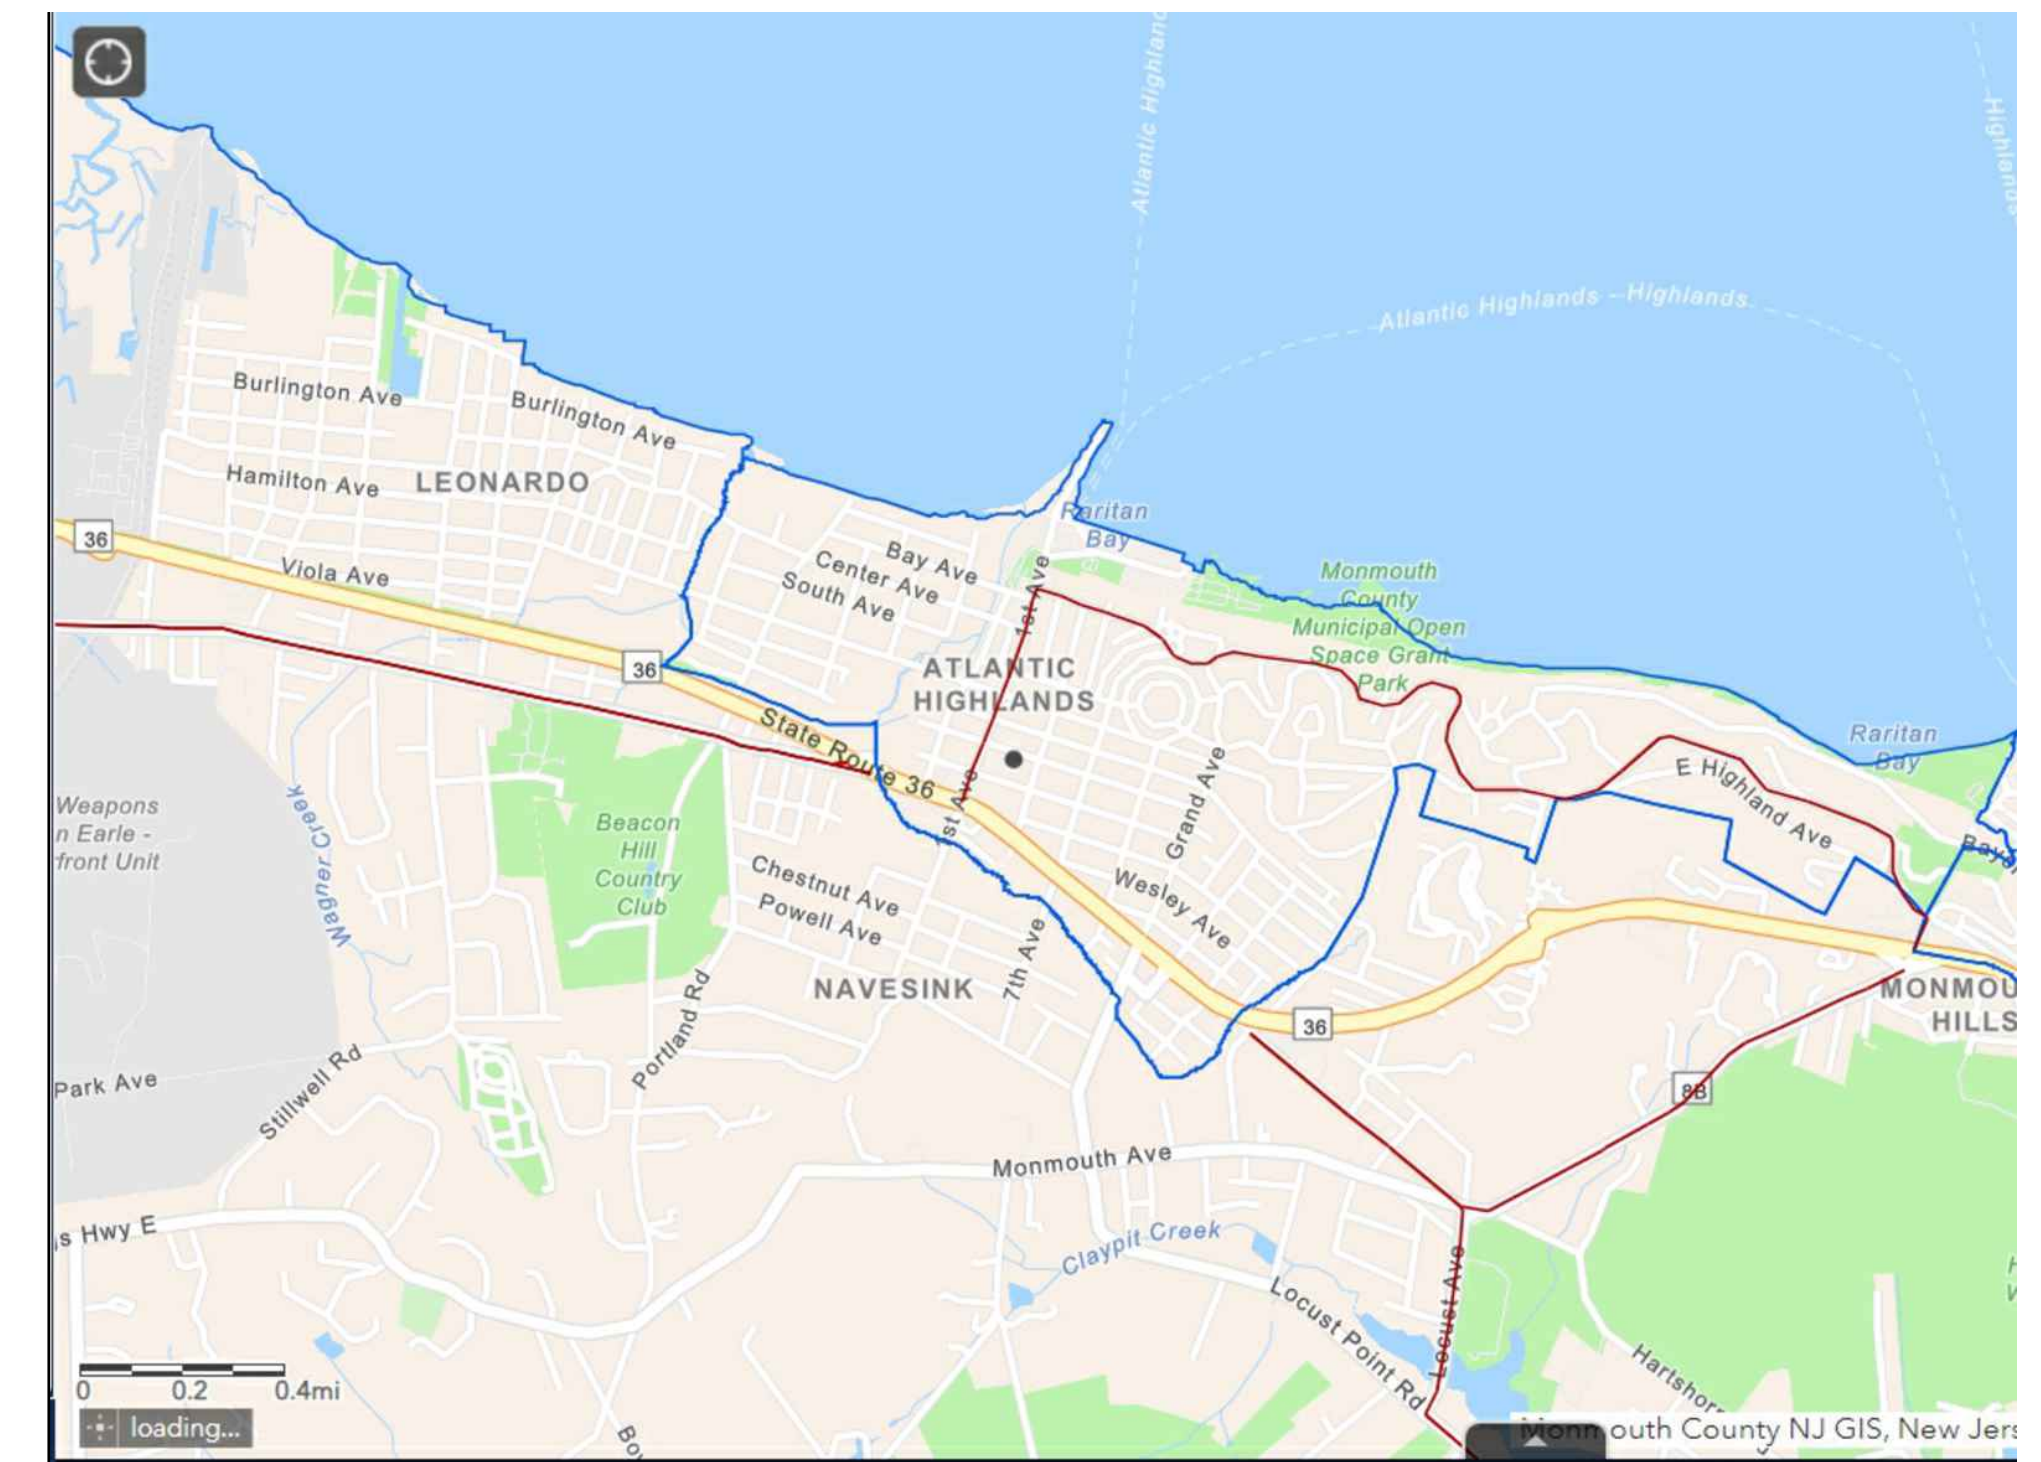 Atlantic Highland
Highlands
Atlantic Highlands - Highlands
Burlington Ave
Burlington Ave
Hamilton Ave
LEONARDO
36
Viola Ave
Raritan
Bay
Bay Ave
Center Ave
South Ave
1st Ave
Monmouth
County
Municipal Open
Space Grant
Park
36
ATLANTIC
HIGHLANDS
State Route 36
1st Ave
Grand Ave
E Highland Ave
Raritan
Bay
Weapons
n Earle -
rfront Unit
Wagner Creek
Beacon
Hill
Country
Club
Chestnut Ave
Powell Ave
Wesley Ave
NAVESINK
7th Ave
Portland Rd
36
MONMOU
HILLS
Park Ave
Stillwell Rd
8B
Monmouth Ave
s Hwy E
Claypit Creek
Locust Point Rd
Locust Ave
0 0.2 0.4mi
loading...
Monmouth County NJ GIS, New Jers